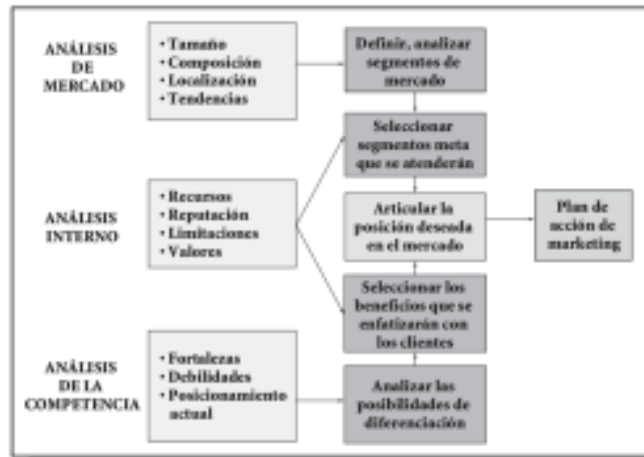 ANÁLISIS
DE
MERCADO
• Tamaño
• Composición
• Localización
• Tendencias
Definir, analizar
segmentos de
mercado
Seleccionar
segmentos meta
que se atenderán
ANÁLISIS
INTERNO
• Recursos
• Reputación
• Limitaciones
• Valores
Articular la
posición deseada
en el mercado
Plan de
acción de
marketing
Seleccionar los
beneficios que se
enfatizarán con
los clientes
ANÁLISIS
DE LA
COMPETENCIA
• Fortalezas
• Debilidades
• Posicionamiento
actual
Analizar las
posibilidades de
diferenciación